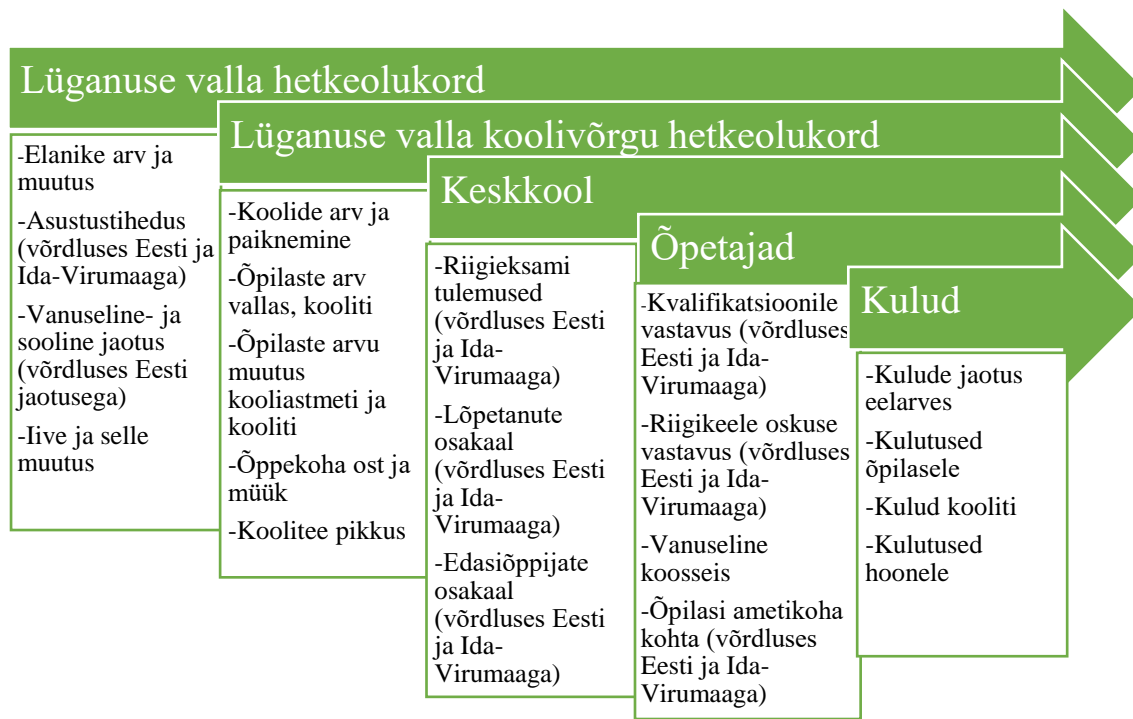 Lüganuse valla hetkeolukord
-Elanike arv ja
muutus
-Asustustihedus
(võrdluses Eesti ja
Ida-Virumaaga)
-Vanuseline- ja
sooline jaotus
(võrdluses Eesti
jaotusega)
-Iive ja selle
muutus
Lüganuse valla koolivõrgu hetkeolukord
-Koolide arv ja
paiknemine
-Õpilaste arv
vallas, kooliti
-Õpilaste arvu
muutus
kooliastmeti ja
kooliti
-Õppekoha ost ja
müük
-Koolitee pikkus
Keskkool
-Riigieksami
tulemused
(võrdluses Eesti
ja Ida-
Virumaaga)
-Lõpetanute
osakaal
(võrdluses Eesti
ja Ida-
Virumaaga)
-Edasiõppijate
osakaal
(võrdluses Eesti
ja Ida-
Virumaaga)
Õpetajad
-Kvalifikatsioonile
vastavus (võrdluses
Eesti ja Ida-
Virumaaga)
-Riigikeele oskuse
vastavus (võrdluses
Eesti ja Ida-
Virumaaga)
-Vanuseline
koosseis
-Õpilasi ametikoha
kohta (võrdluses
Eesti ja Ida-
Virumaaga)
Kulud
-Kulude jaotus
eelarves
-Kulutused
õpilasele
-Kulud kooliti
-Kulutused
hoonele